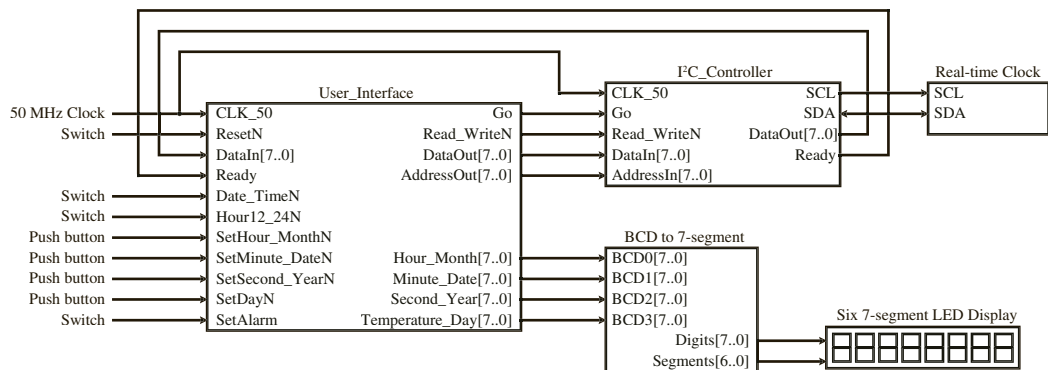 I²C_Controller
Real-time Clock
User_Interface
CLK_50
SCL
SCL
50 MHz Clock
CLK_50
Go
Go
SDA
SDA
Switch
ResetN
Read_WriteN
Read_WriteN
DataOut[7..0]
DataIn[7..0]
DataOut[7..0]
DataIn[7..0]
Ready
Ready
AddressOut[7..0]
AddressIn[7..0]
Switch
Date_TimeN
Switch
Hour12_24N
Push button
SetHour_MonthN
BCD to 7-segment
Push button
SetMinute_DateN
Hour_Month[7..0]
BCD0[7..0]
Push button
SetSecond_YearN
Minute_Date[7..0]
BCD1[7..0]
Push button
SetDayN
Second_Year[7..0]
BCD2[7..0]
Switch
SetAlarm
Temperature_Day[7..0]
BCD3[7..0]
Six 7-segment LED Display
Digits[7..0]
Segments[6..0]